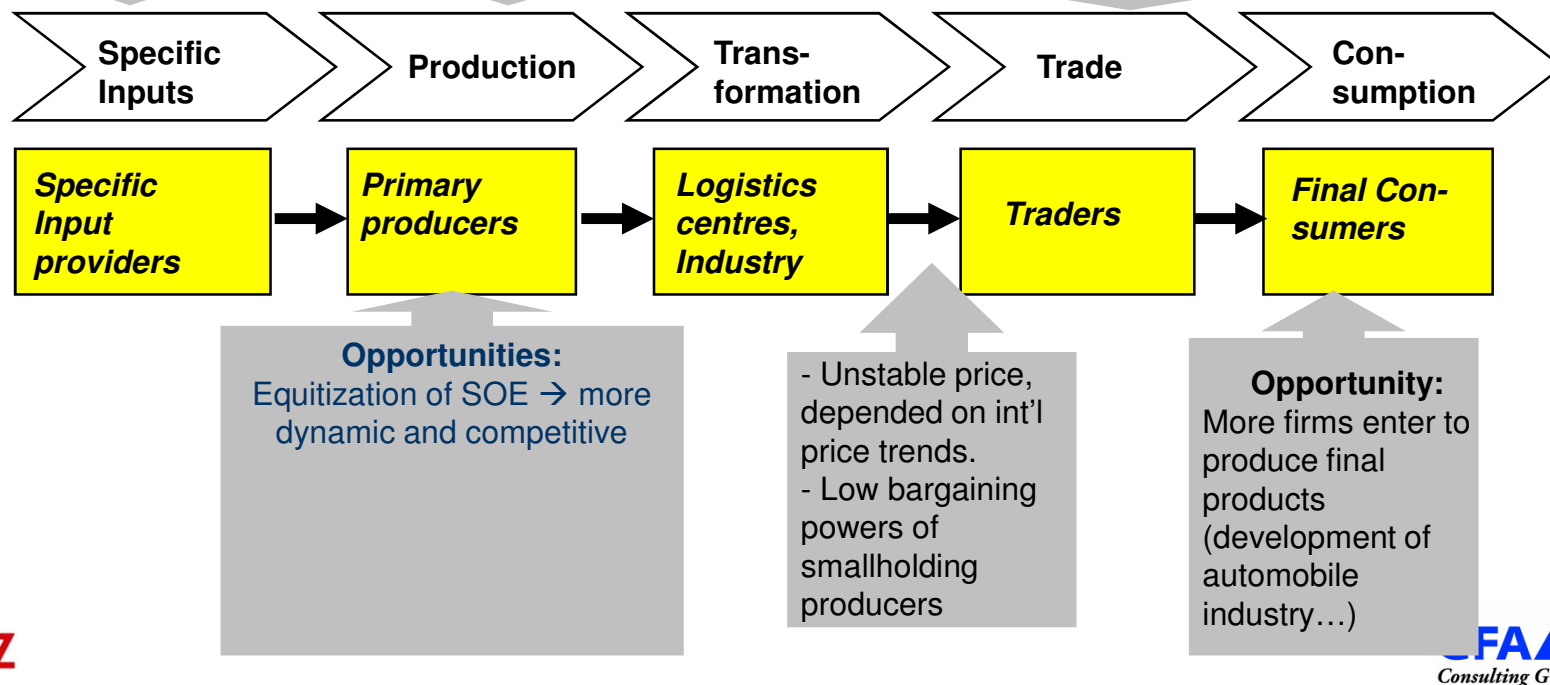 Specific
Inputs
Production
Trans-
formation
Trade
Con-
sumption
Specific
Input
providers
Primary
producers
Logistics
centres,
Industry
Traders
Final Con-
sumers
Opportunities:
Equitization of SOE → more
dynamic and competitive
- Unstable price,
depended on int’l
price trends.
- Low bargaining
powers of
smallholding
producers
Opportunity:
More firms enter to
produce final
products
(development of
automobile
industry…)
Z
FA
Consulting G